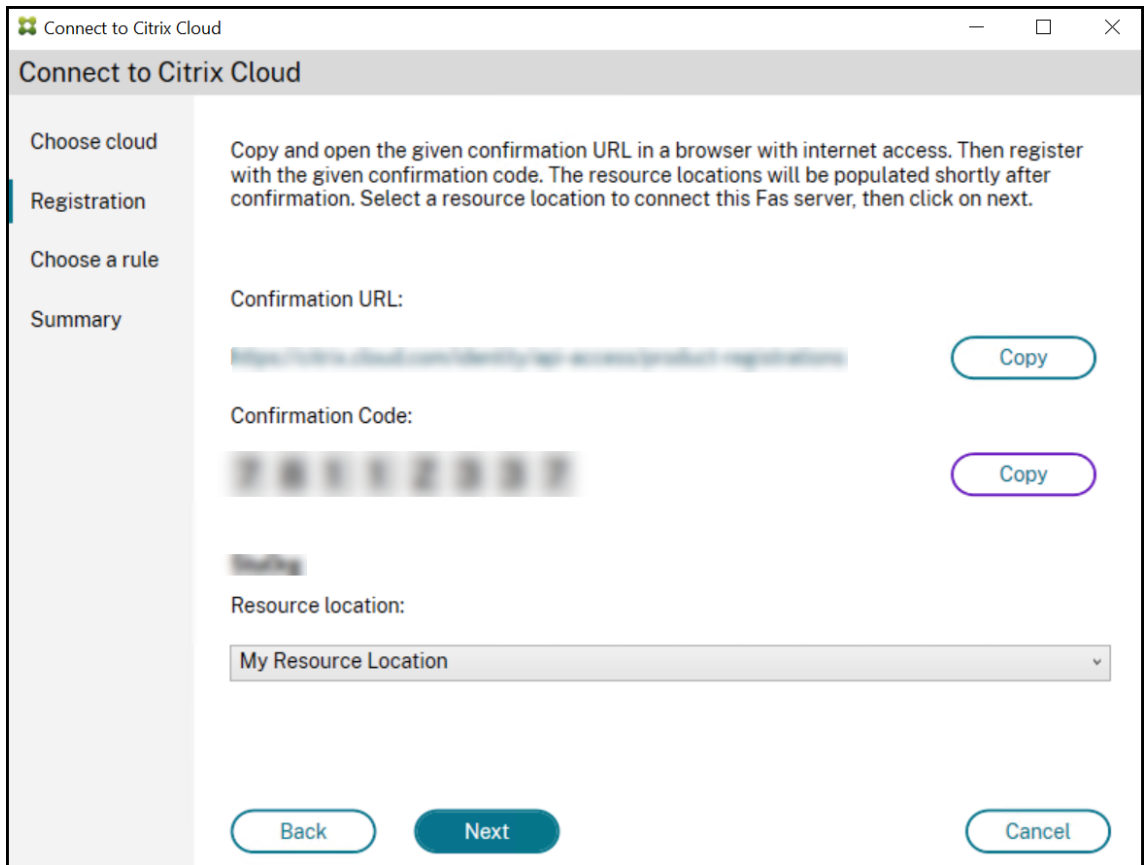 Connect to Citrix Cloud
Connect to Citrix Cloud
Choose cloud
Registration
Choose a rule
Summary
Copy and open the given confirmation URL in a browser with internet access. Then register
with the given confirmation code. The resource locations will be populated shortly after
confirmation. Select a resource location to connect this Fas server, then click on next.
Confirmation URL:
Copy
Confirmation Code:
Copy
Resource location:
My Resource Location
Back
Next
Cancel